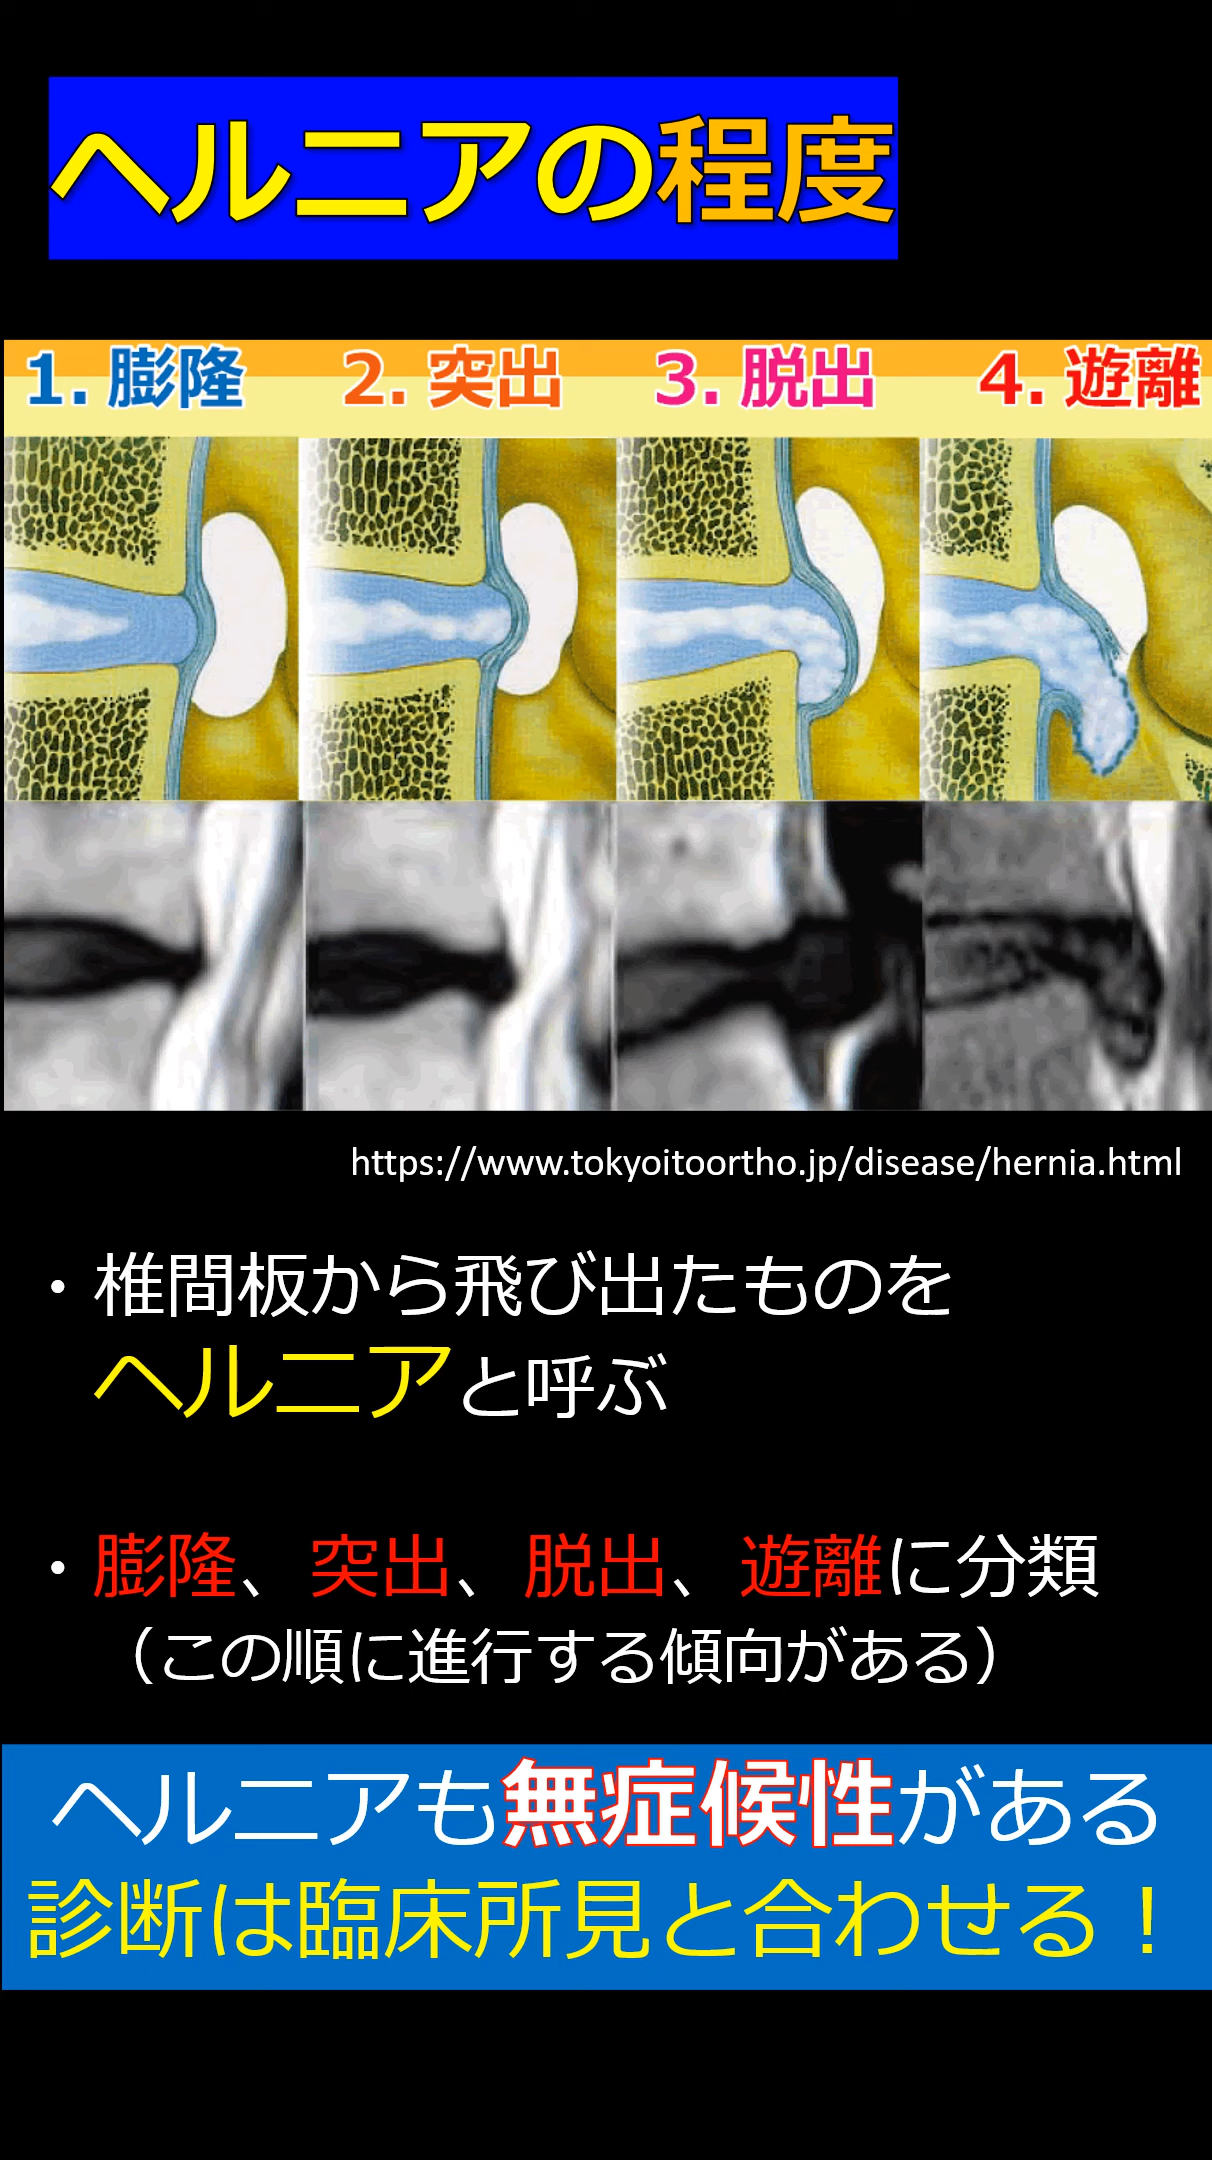 ヘルニアの程度
1. 膨隆 2. 突出 3. 脱出 4. 遊離
https://www.tokyoitoortho.jp/disease/hernia.html
・椎間板から飛び出たものを
ヘルニアと呼ぶ
・膨隆、突出、脱出、遊離に分類
（この順に進行する傾向がある）
ヘルニアも無症候性がある
診断は臨床所見と合わせる！